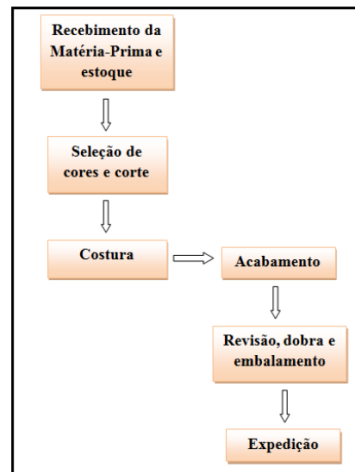 Recebimento da
Matéria-Prima e
estoque
Seleção de
cores e corte
Costura
Acabamento
Revisão, dobra e
embalamento
Expedição